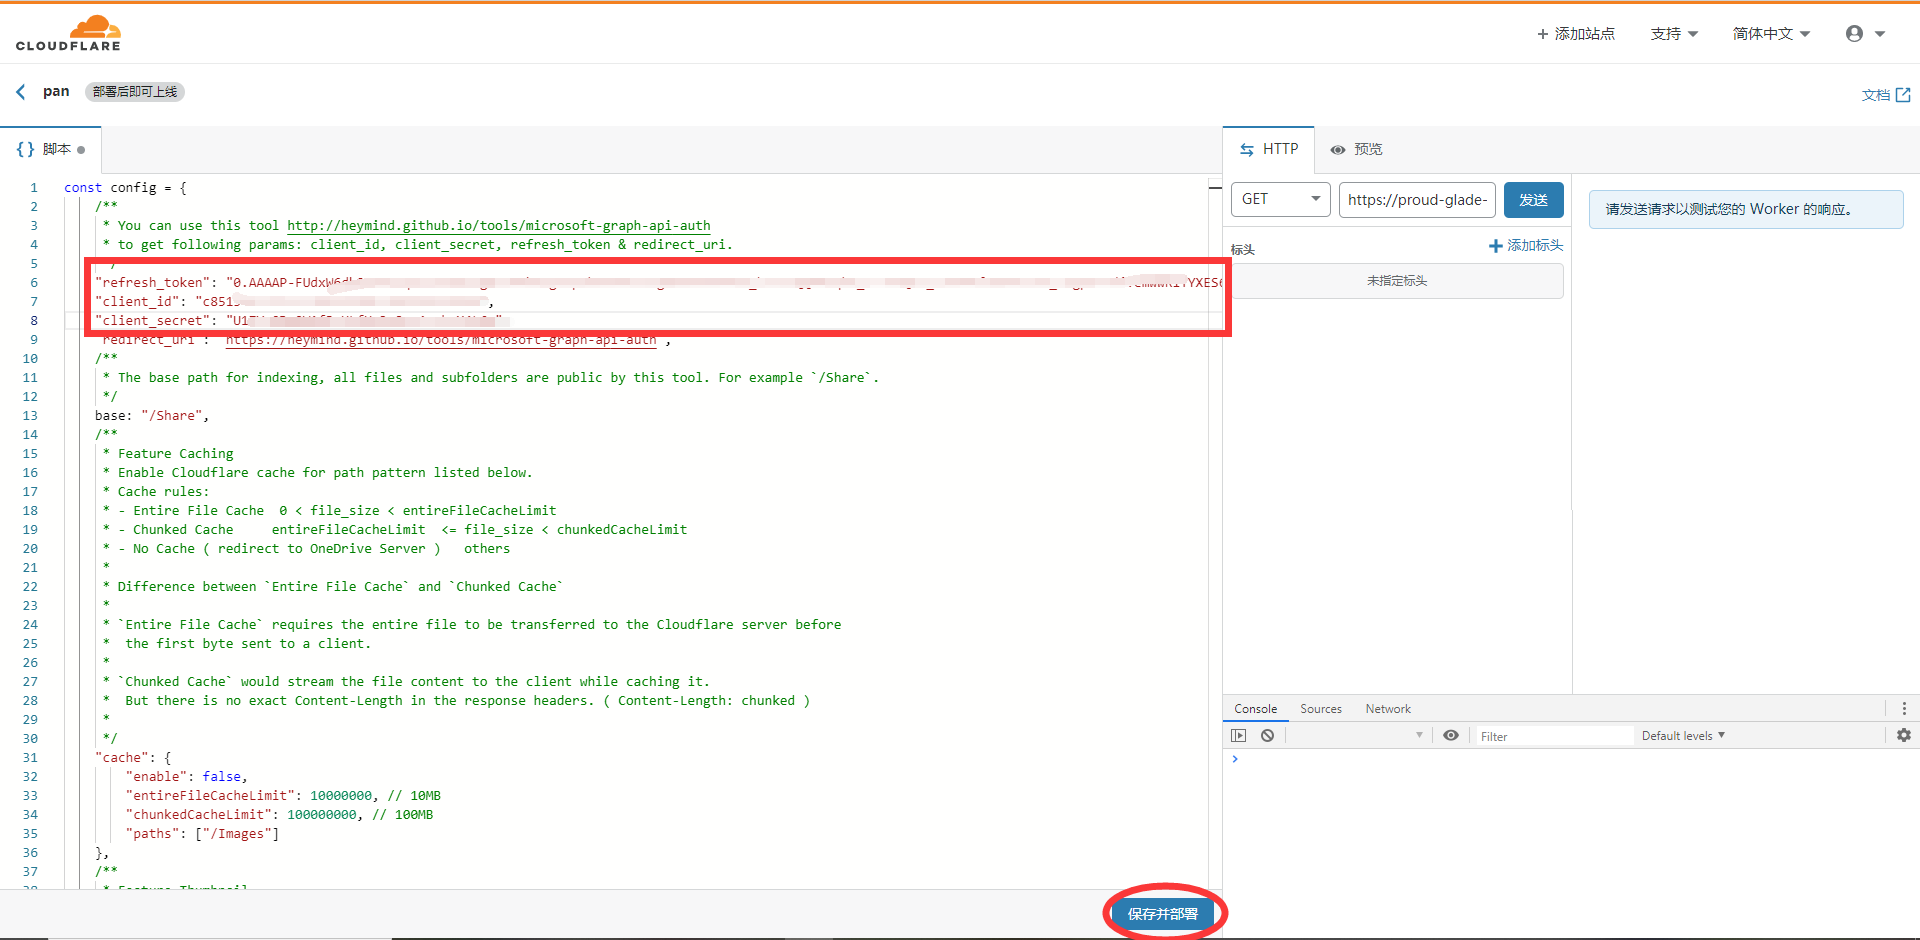 CLOUDFLARE
+ 添加站点
支持
简体中文
pan
部署后即可上线
文档
{} 脚本
1 const config = {
2 /**
3 * You can use this tool http://heymind.github.io/tools/microsoft-graph-api-auth
4 * to get following params: client_id, client_secret, refresh_token & redirect_uri.
5
6 "refresh_token": "0.AAAAP-FUdxW6d
7 "client_id": "c851
8 "client_secret": "U1
9 redirect_uri : https://heymind.github.io/tools/microsoft-graph-api-auth ,
10 /**
11 * The base path for indexing, all files and subfolders are public by this tool. For example `/Share`.
12 */
13 base: "/Share",
14 /**
15 * Feature Caching
16 * Enable Cloudflare cache for path pattern listed below.
17 * Cache rules:
18 * - Entire File Cache 0 < file_size < entireFileCacheLimit
19 * - Chunked Cache entireFileCacheLimit <= file_size < chunkedCacheLimit
20 * - No Cache ( redirect to OneDrive Server ) others
21 *
22 * Difference between `Entire File Cache` and `Chunked Cache`
23 *
24 * `Entire File Cache` requires the entire file to be transferred to the Cloudflare server before
25 * the first byte sent to a client.
26 *
27 * `Chunked Cache` would stream the file content to the client while caching it.
28 * But there is no exact Content-Length in the response headers. ( Content-Length: chunked )
29 *
30 */
31 "cache": {
32 "enable": false,
33 "entireFileCacheLimit": 10000000, // 10MB
34 "chunkedCacheLimit": 100000000, // 100MB
35 "paths": ["/Images"]
36 },
37 /**
38 * Feature Thumbnail
保存并部署
HTTP
预览
GET
https://proud-glade-
发送
标头
添加标头
未指定标头
请发送请求以测试您的 Worker 的响应。
Console Sources Network
Filter
Default levels ▼